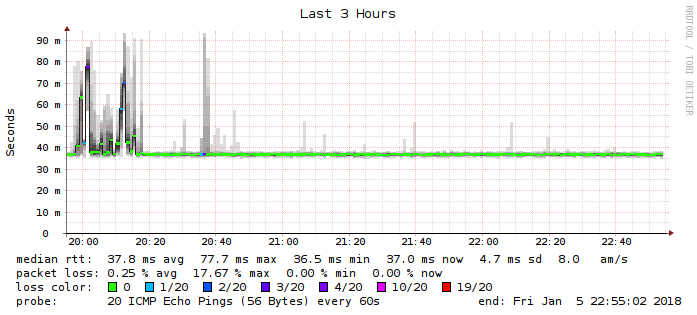 Last 3 Hours
RRDTOOL / TOBI OETIKER
Seconds
90 m
80 m
70 m
60 m
50 m
40 m
30 m
20 m
10 m
0
20:00 20:20 20:40 21:00 21:20 21:40 22:00 22:20 22:40
median rtt: 37.8 ms avg 77.7 ms max 36.5 ms min 37.0 ms now 4.7 ms sd 8.0 am/s
packet loss: 0.25 % avg 17.67 % max 0.00 % min 0.00 % now
loss color: 0 1/20 2/20 3/20 4/20 10/20 19/20
probe: 20 ICMP Echo Pings (56 Bytes) every 60s end: Fri Jan 5 22:55:02 2018